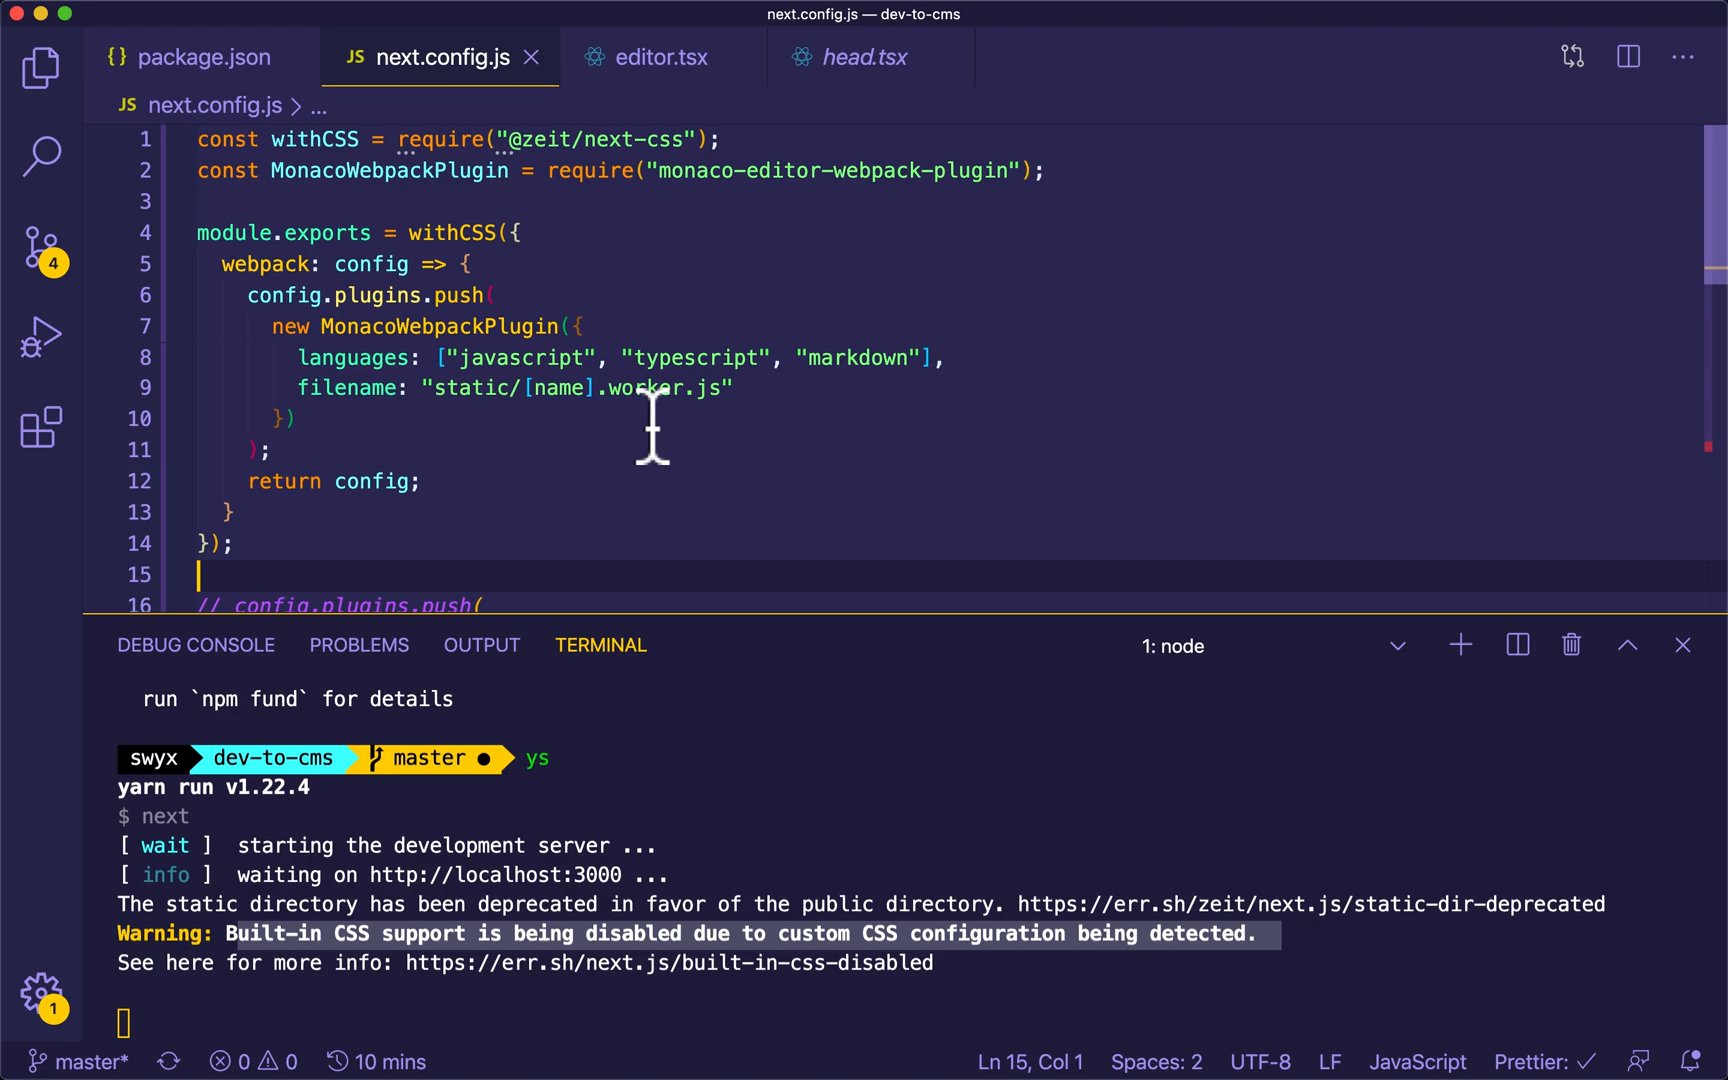 next.config.js — dev-to-cms
{} package.json
JS next.config.js
editor.tsx
head.tsx
JS next.config.js > ...
1 const withCSS = require("@zeit/next-css");
2 const MonacoWebpackPlugin = require("monaco-editor-webpack-plugin");
3
4 module.exports = withCSS({
5 webpack: config => {
6 config.plugins.push(
7 new MonacoWebpackPlugin({
8 languages: ["javascript", "typescript", "markdown"],
9 filename: "static/[name].worker.js"
10 })
11 );
12 return config;
13 }
14 });
15
16 // config.plugins.push(
4
1
DEBUG CONSOLE PROBLEMS OUTPUT TERMINAL 1: node
run `npm fund` for details
swyx dev-to-cms master ● ys
yarn run v1.22.4
$ next
[ wait ] starting the development server ...
[ info ] waiting on http://localhost:3000 ...
The static directory has been deprecated in favor of the public directory. https://err.sh/zeit/next.js/static-dir-deprecated
Warning: Built-in CSS support is being disabled due to custom CSS configuration being detected.
See here for more info: https://err.sh/next.js/built-in-css-disabled
master* 0 0 10 mins Ln 15, Col 1 Spaces: 2 UTF-8 LF JavaScript Prettier: ✓